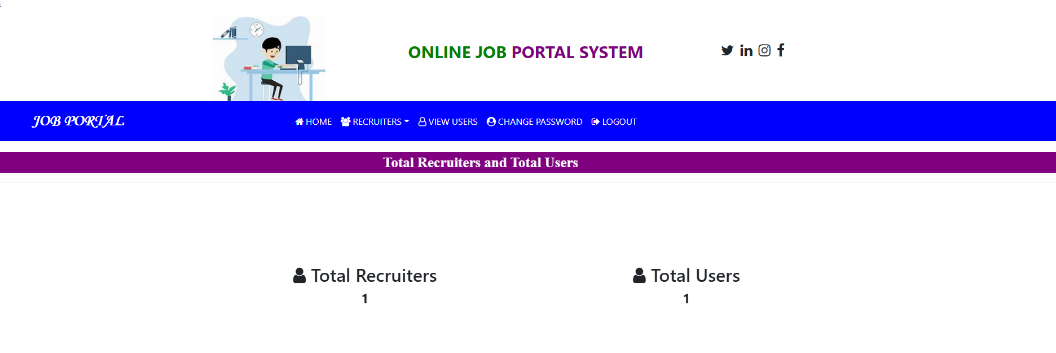 ONLINE JOB PORTAL SYSTEM
JOB PORTAL HOME RECRUITERS VIEW USERS CHANGE PASSWORD LOGOUT
Total Recruiters and Total Users
Total Recruiters Total Users
1 1